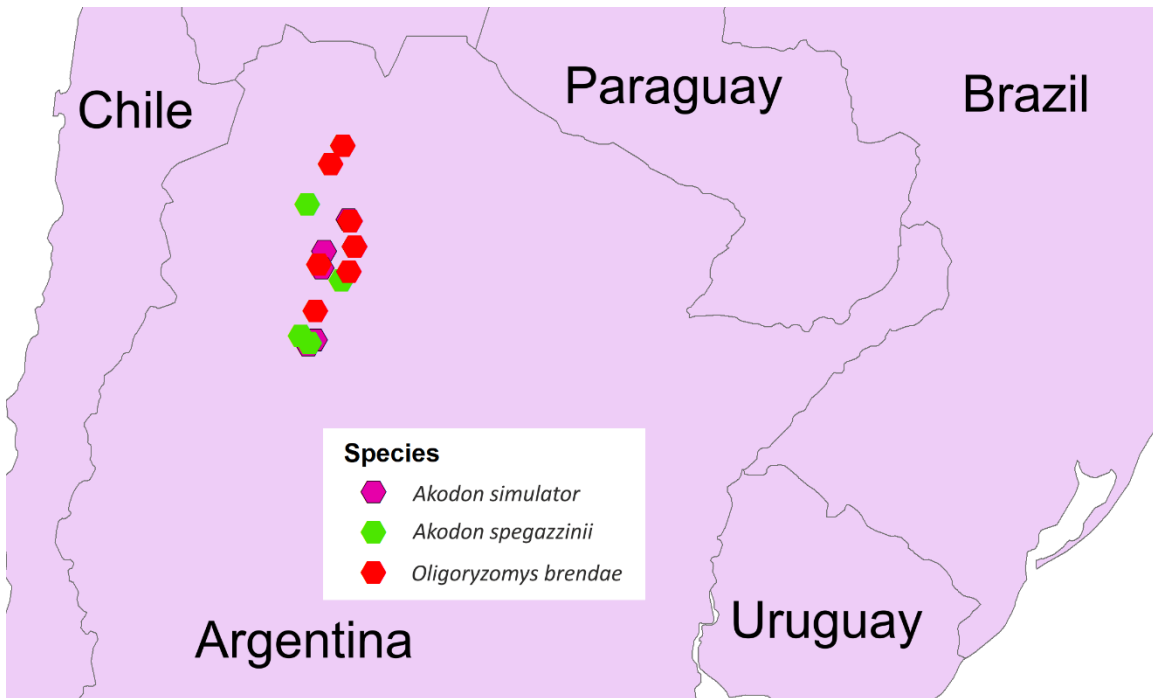 Chile
Paraguay
Brazil
Species
Akodon simulator
Akodon spegazzinii
Oligoryzomys brendae
Argentina
Uruguay